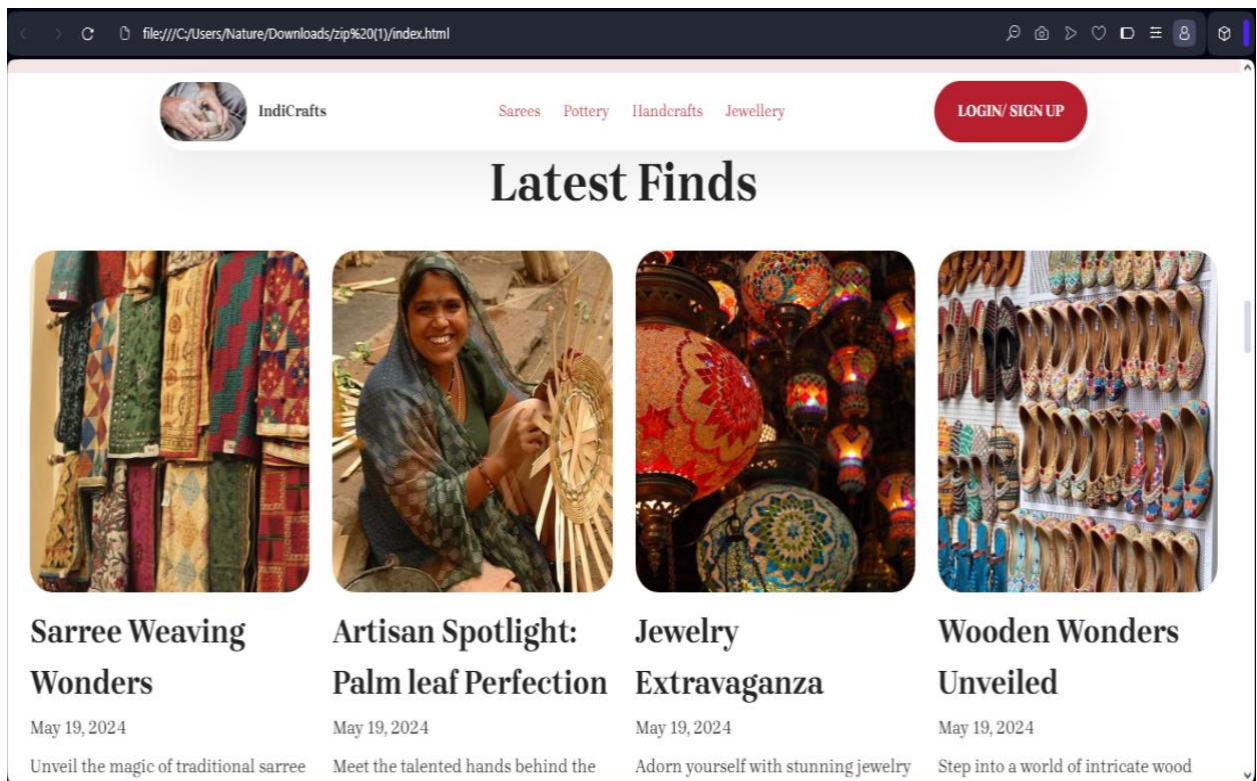 file:///C:/Users/Nature/Downloads/zip%20(1)/index.html
IndiCrafts
Sarees Pottery Handcrafts Jewellery
LOGIN/ SIGN UP
Latest Finds
Sarree Weaving
Wonders
May 19, 2024
Unveil the magic of traditional sarree
Artisan Spotlight:
Palm leaf Perfection
May 19, 2024
Meet the talented hands behind the
Jewelry
Extravaganza
May 19, 2024
Adorn yourself with stunning jewelry
Wooden Wonders
Unveiled
May 19, 2024
Step into a world of intricate wood